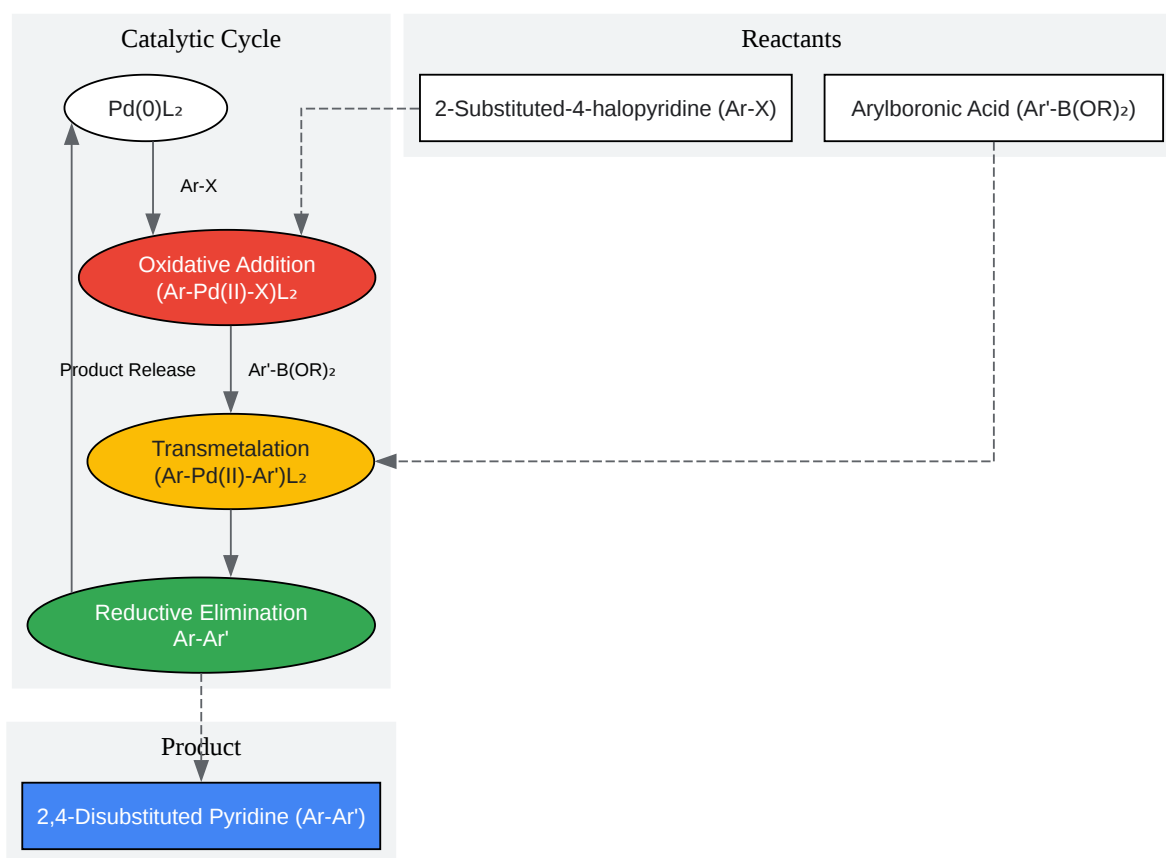 Catalytic Cycle
Reactants
Pd(0)L₂
2-Substituted-4-halopyridine (Ar-X)
Arylboronic Acid (Ar'-B(OR)₂)
Ar-X
Oxidative Addition
(Ar-Pd(II)-X)L₂
Product Release
Ar'-B(OR)₂
Transmetalation
(Ar-Pd(II)-Ar')L₂
Reductive Elimination
Ar-Ar'
Product
2,4-Disubstituted Pyridine (Ar-Ar')